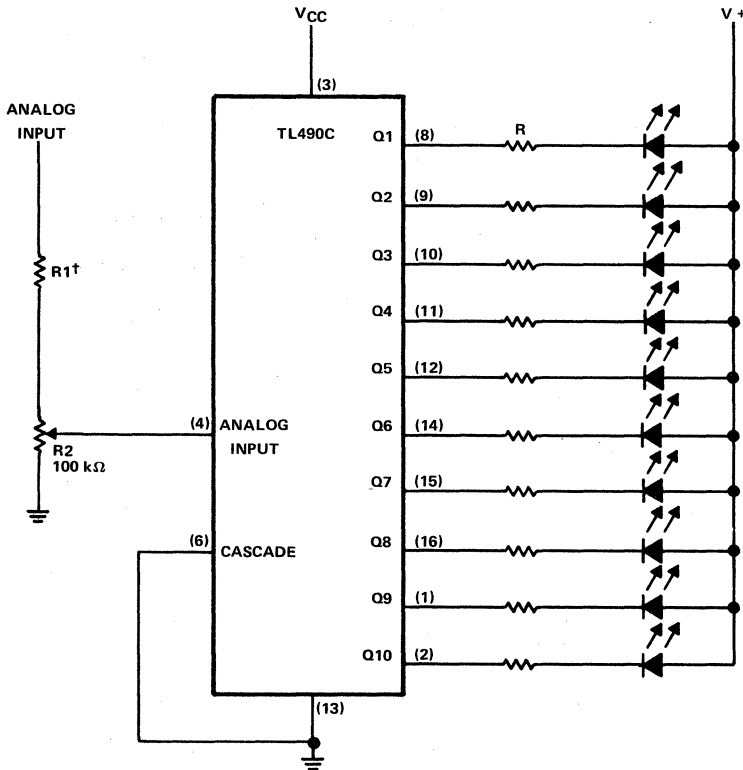 VCC
V +
(3)
ANALOG
INPUT
TL490C
Q1 (8) R
Q2 (9)
Q3 (10)
R1†
Q4 (11)
Q5 (12)
(4) ANALOG
INPUT
Q6 (14)
R2
100 kΩ
Q7 (15)
(6) CASCADE
Q8 (16)
Q9 (1)
Q10 (2)
(13)